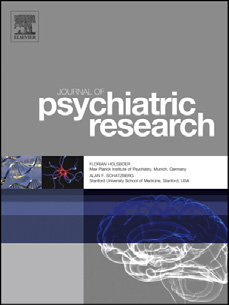 ELSEVIER
JOURNAL OF
psychiatric
research
FLORIAN HOLSBOER
Max Planck Institute of Psychiatry, Munich, Germany
ALAN F. SCHATZBERG
Stanford University School of Medicine, Stanford, USA